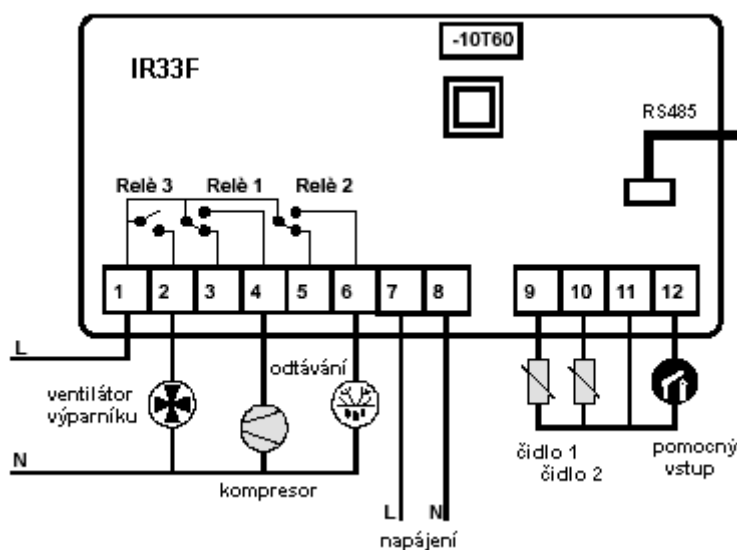 -10T60
IR33F
RS485
Relè 3 Relè 1 Relè 2
1 2 3 4 5 6 7 8 9 10 11 12
L
odtávání
ventilátor
výparníku
N
kompresor
čidlo 1
čidlo 2
pomocný
vstup
L N
napájení